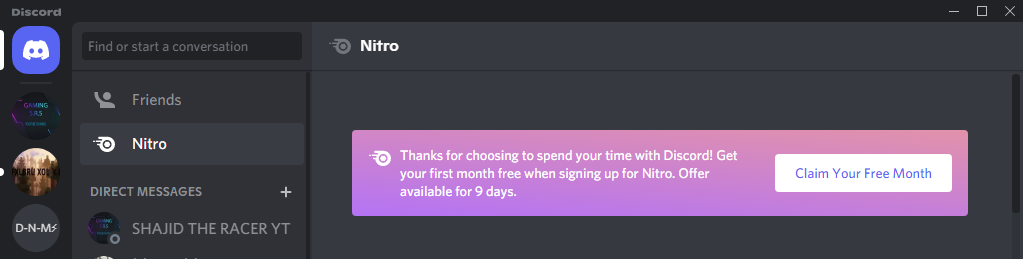 Discord
Find or start a conversation
Nitro
Friends
Nitro
Thanks for choosing to spend your time with Discord! Get
your first month free when signing up for Nitro. Offer
available for 9 days.
Claim Your Free Month
DIRECT MESSAGES
D-N-M⚡
SHAJID THE RACER YT
GAMING